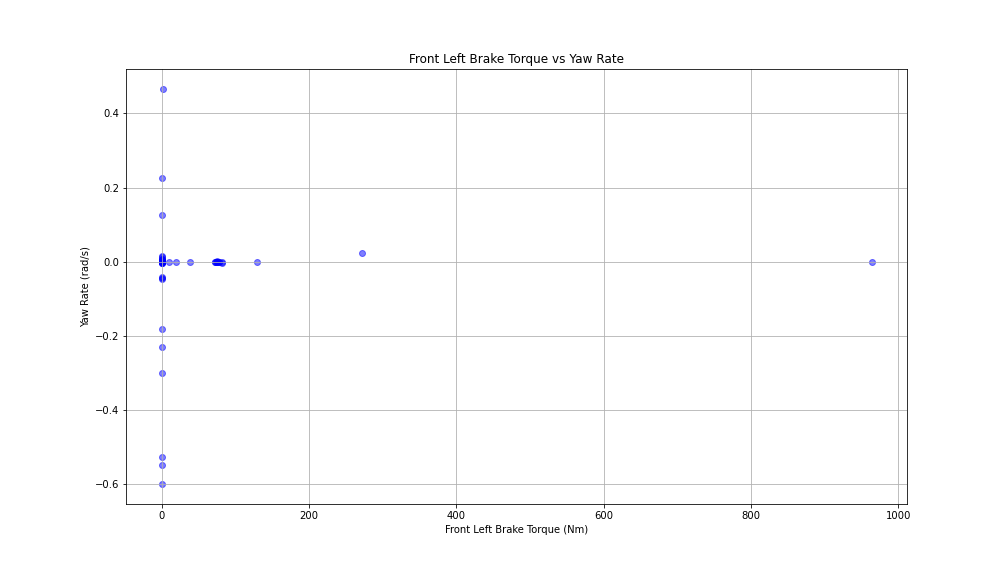 Front Left Brake Torque vs Yaw Rate
Yaw Rate (rad/s)
0.4
0.2
0.0
−0.2
−0.4
−0.6
0 200 400 600 800 1000
Front Left Brake Torque (Nm)